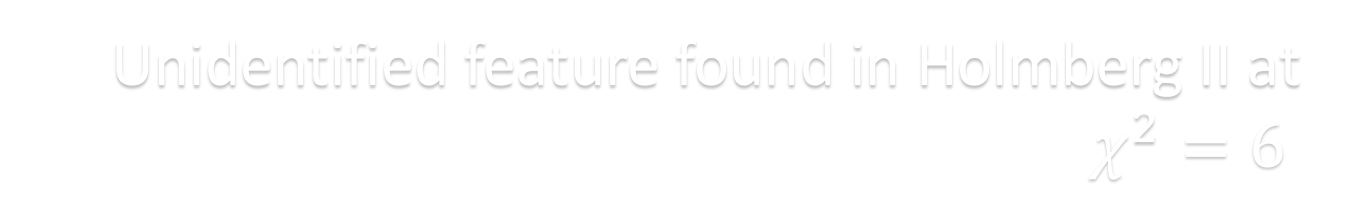 Unidentified feature found in Holmberg II at
χ² = 6